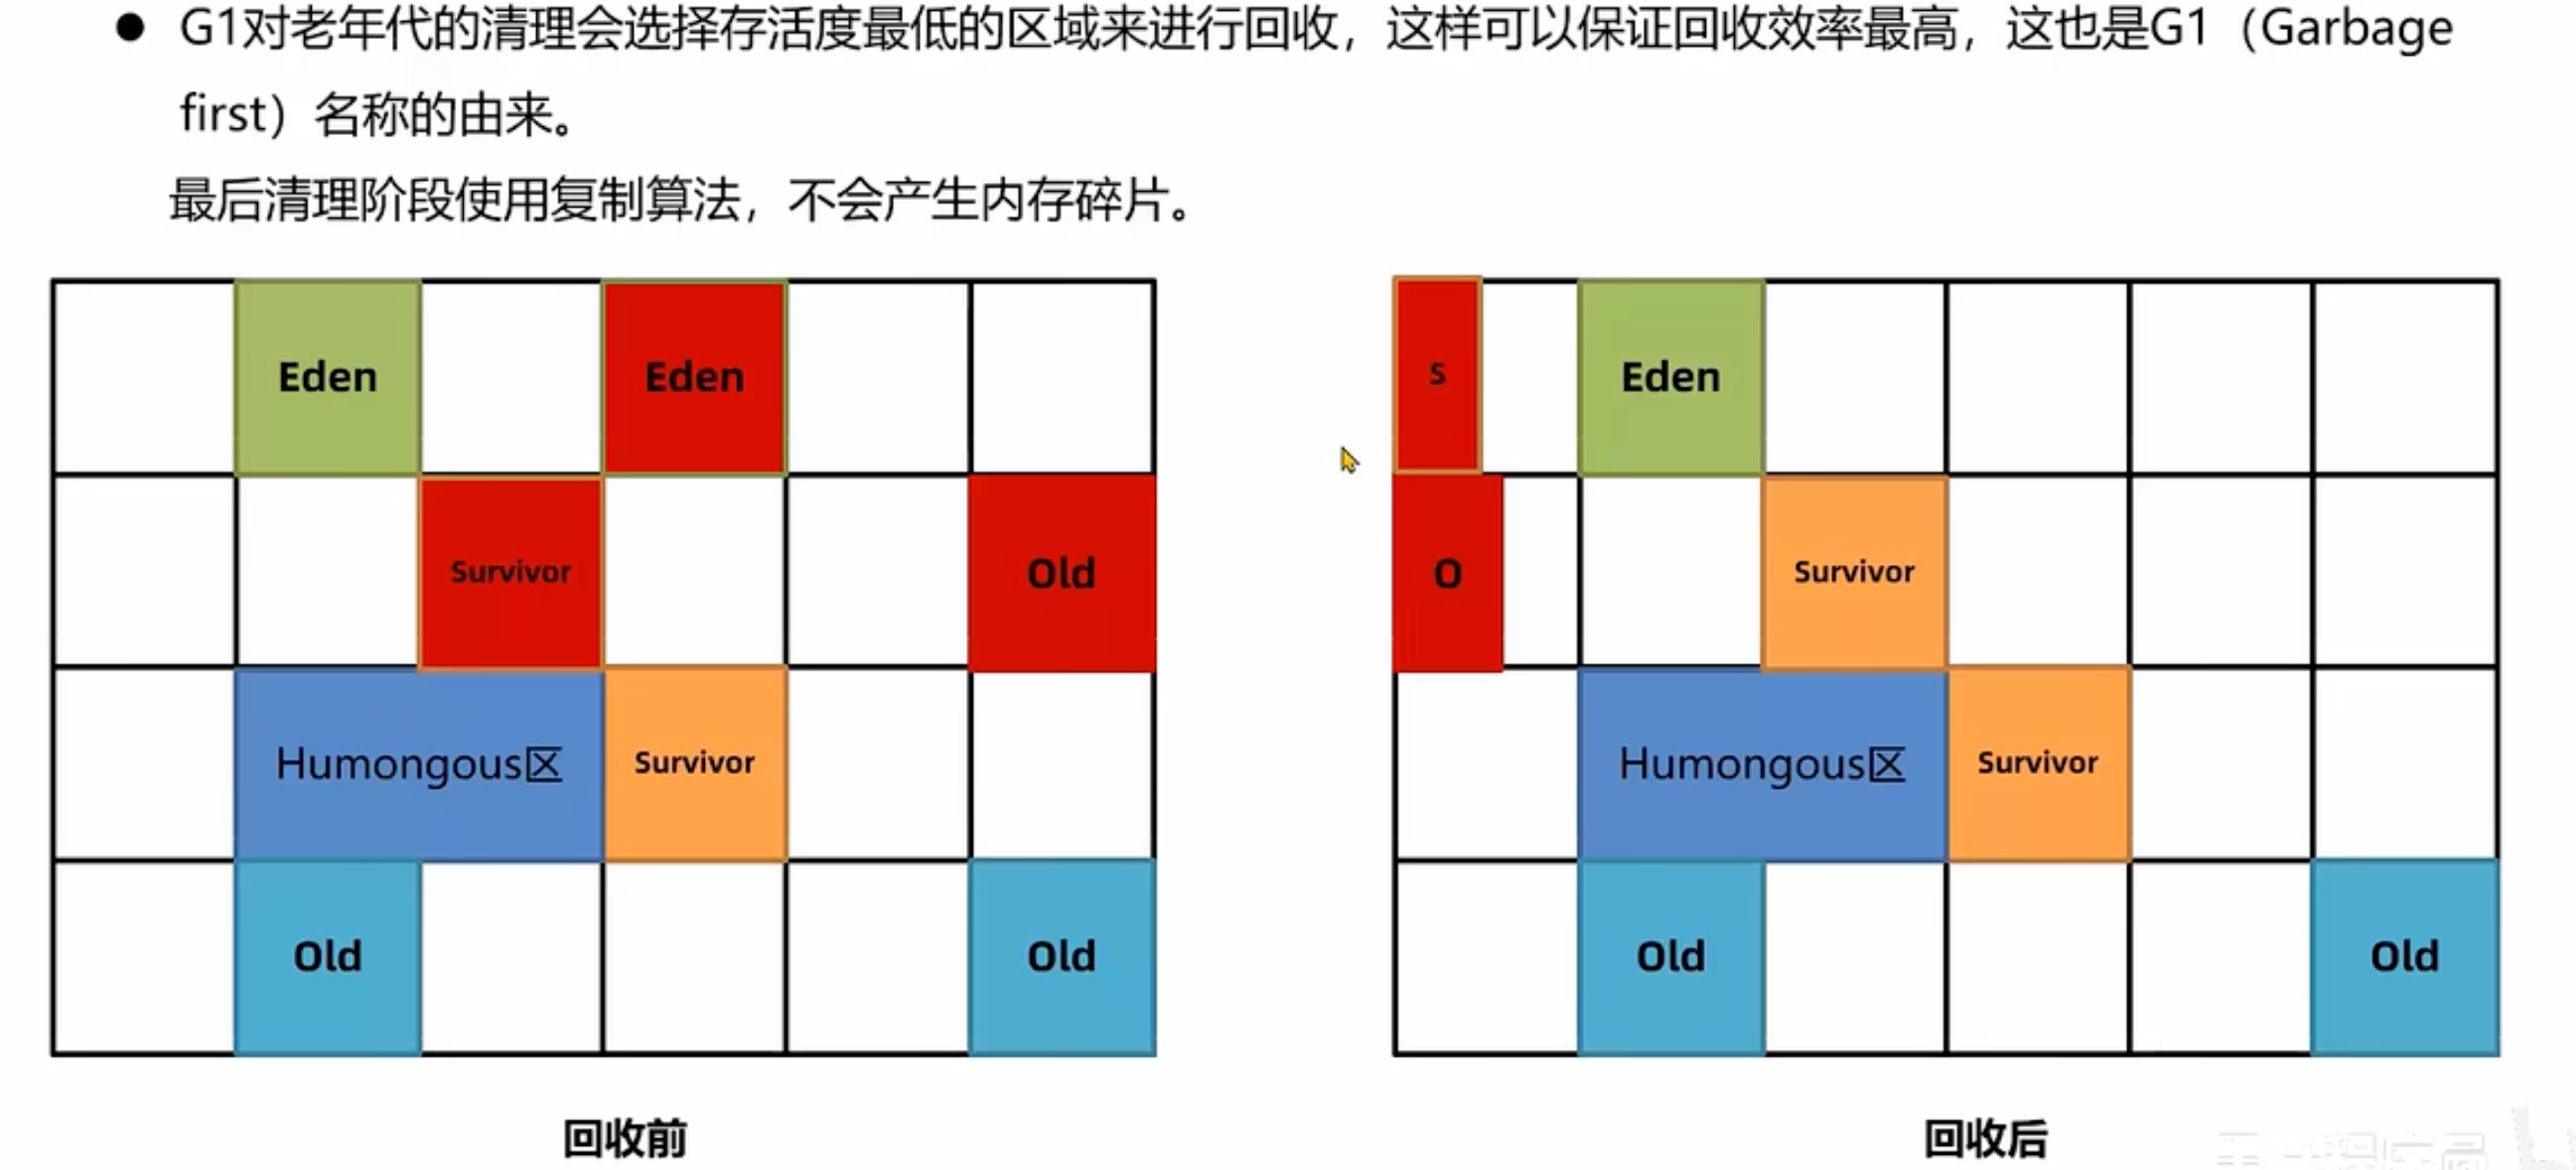 ● G1对老年代的清理会选择存活度最低的区域来进行回收，这样可以保证回收效率最高，这也是G1（Garbage
first）名称的由来。
最后清理阶段使用复制算法，不会产生内存碎片。
Eden
Eden
Survivor
Old
Humongous区
Survivor
Old
Old
回收前
S
Eden
O
Survivor
Humongous区
Survivor
Old
Old
回收后